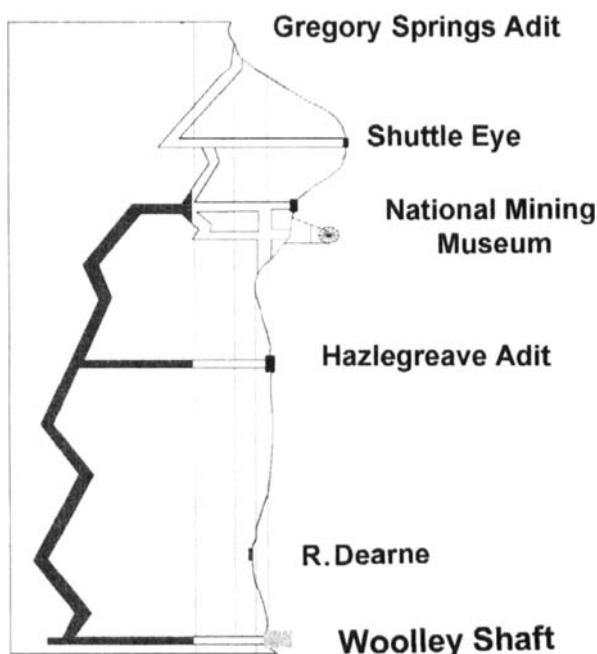 Gregory Springs Adit
Shuttle Eye
National Mining
Museum
Hazlegreave Adit
R.Dearne
Woolley Shaft